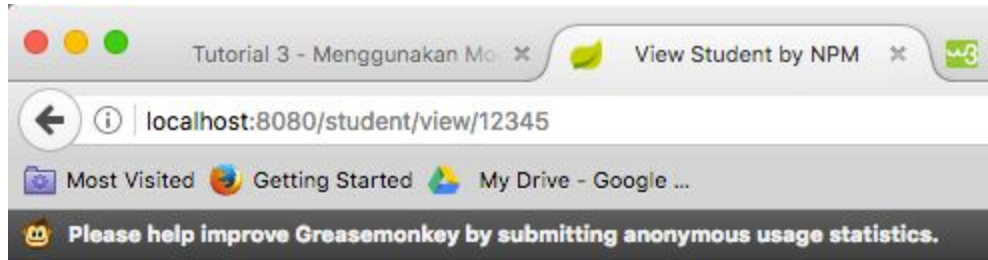 Tutorial 3 - Menggunakan Mo View Student by NPM
localhost:8080/student/view/12345
Most Visited Getting Started My Drive - Google ...
Please help improve Greasemonkey by submitting anonymous usage statistics.